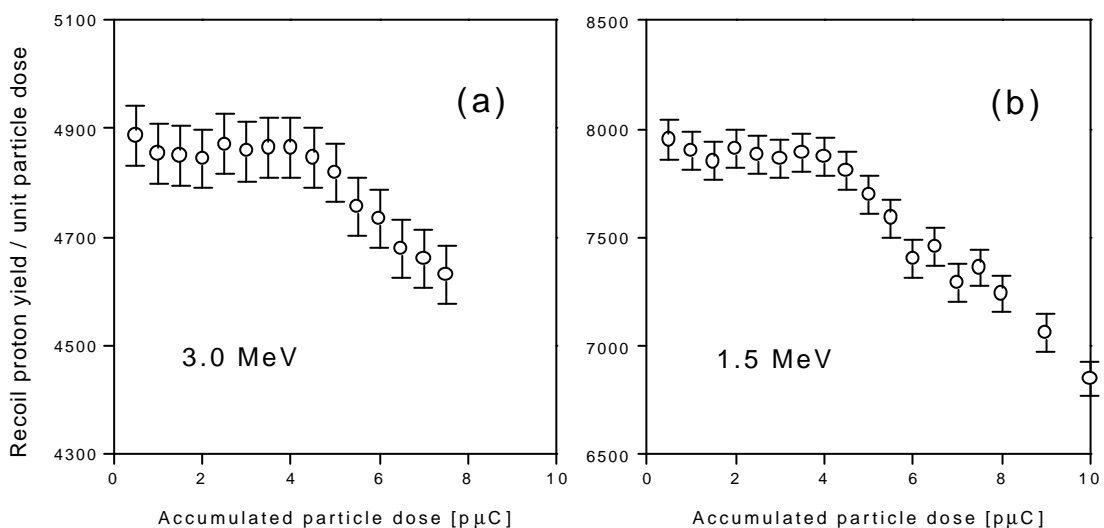 5100
4900
4700
4500
4300
0 2 4 6 8 10
(a)
3.0 MeV
Recoil proton yield / unit particle dose
Accumulated particle dose [pµC]
8500
8000
7500
7000
6500
0 2 4 6 8 10
(b)
1.5 MeV
Accumulated particle dose [pµC]